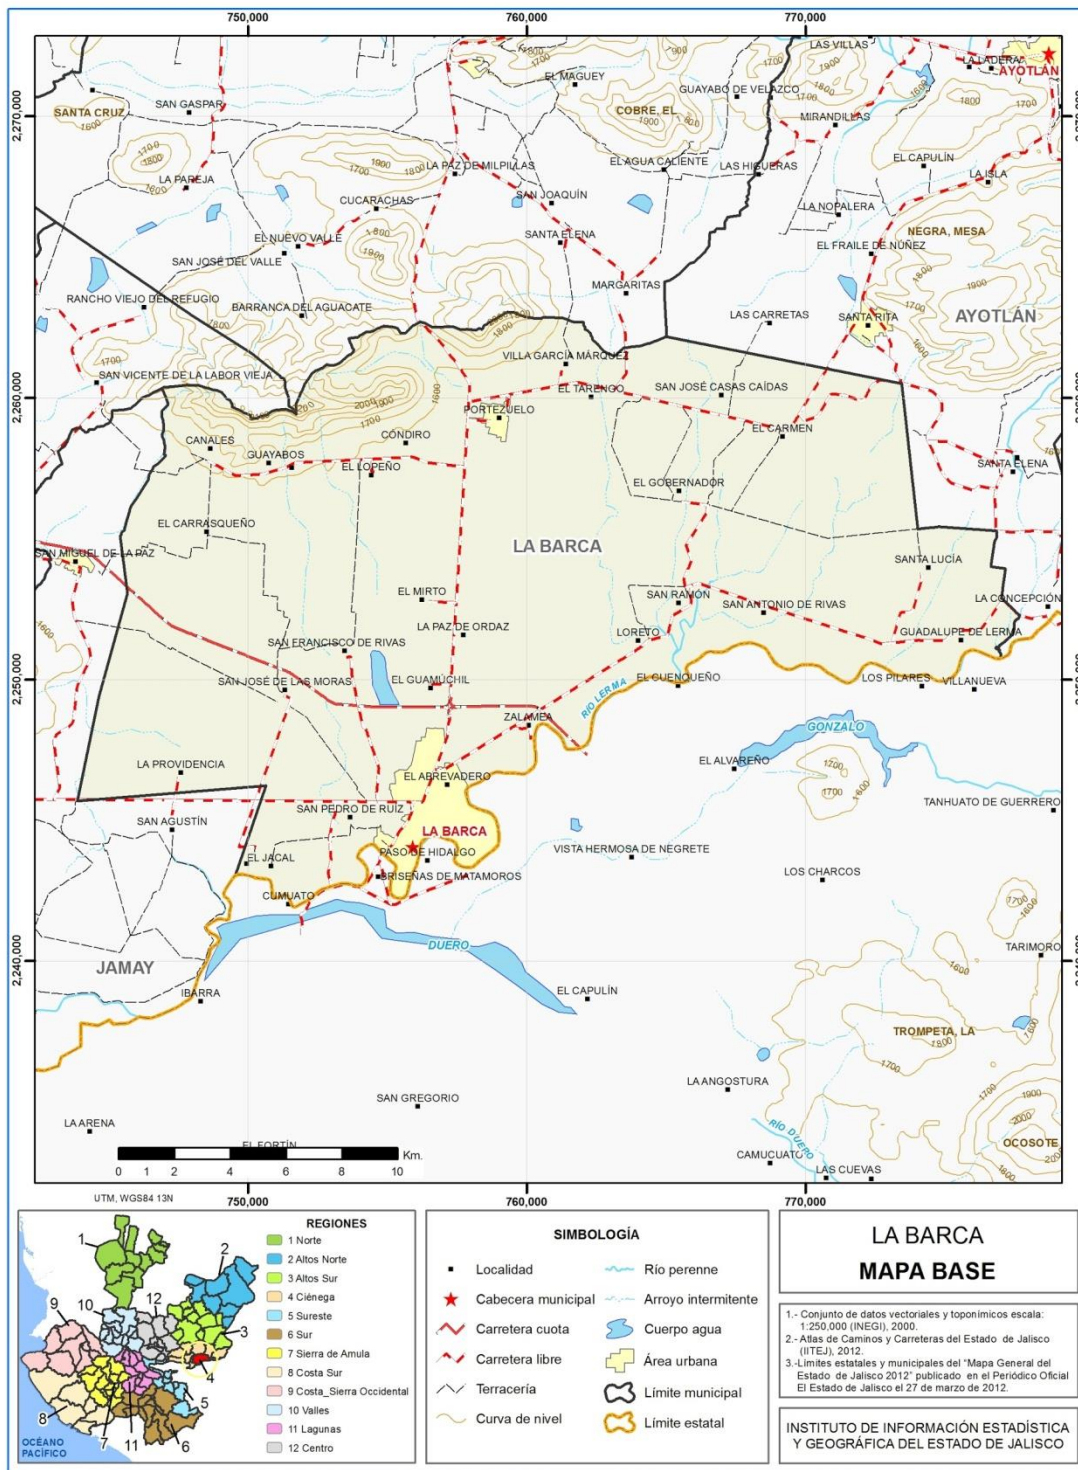 750,000
760,000
770,000
LAS VILLAS
LA LADERA
AYOTLÁN
EL MAGUEY
GUAYABO DE VELAZCO
SANTA CRUZ
SAN GASPAR
COBRE, EL
MIRANDILLAS
2,270,000
LA PAREJA
LA PAZ DE MILPILLAS
EL AGUA CALIENTE
LAS HIGUERAS
EL CAPULÍN
LA ISLA
CUCARACHAS
SAN JOAQUÍN
LA NOPALERA
EL NUEVO VALLE
SANTA ELENA
NEGRA, MESA
SAN JOSÉ DEL VALLE
EL FRAILE DE NÚÑEZ
MARGARITAS
RANCHO VIEJO DEL REFUGIO
BARRANCA DEL AGUACATE
LAS CARRETAS
SANTA RITA
AYOTLÁN
VILLA GARCÍA MÁRQUEZ
SAN VICENTE DE LA LABOR VIEJA
EL TARENGO
SAN JOSÉ CASAS CAÍDAS
2,260,000
PORTEZUELO
CANALES
CONDIRO
EL CARMEN
GUAYABOS
EL LOPEÑO
SANTA ELENA
EL GOBERNADOR
EL CARRASQUEÑO
LA BARCA
SAN MIGUEL DE LA PAZ
SANTA LUCÍA
EL MIRTO
SAN RAMÓN
SAN ANTONIO DE RIVAS
LA CONCEPCIÓN
LA PAZ DE ORDAZ
SAN FRANCISCO DE RIVAS
LORETO
GUADALUPE DE LERMA
2,250,000
SAN JOSÉ DE LAS MORAS
EL GUAMÚCHIL
EL CUENQUEÑO
LOS PILARES
VILLANUEVA
RÍO LERMA
ZALAMEA
GONZALO
LA PROVIDENCIA
EL ABREVADERO
EL ALVAREÑO
SAN AGUSTÍN
SAN PEDRO DE RUIZ
TANHUATO DE GUERRERO
LA BARCA
EL JACAL
PASO DE HIDALGO
VISTA HERMOSA DE NEGRETE
BRISEÑAS DE MATAMOROS
LOS CHARCOS
CUMUATO
DUERO
TARIMORO
2,240,000
JAMAY
IBARRA
EL CAPULÍN
TROMPETA, LA
LA ANGOSTURA
SAN GREGORIO
LA ARENA
RÍO DUERO
OCOSOTE
EL FORTÍN
CAMUCUATO
LAS CUEVAS
0 1 2 4 6 8 10 Km.
UTM, WGS84 13N
750,000
760,000
770,000
REGIONES
1 Norte
2 Altos Norte
3 Altos Sur
4 Ciénega
5 Sureste
6 Sur
7 Sierra de Amula
8 Costa Sur
9 Costa_Sierra Occidental
10 Valles
11 Lagunas
12 Centro
OCÉANO
PACÍFICO
SIMBOLOGÍA
Localidad
Cabecera municipal
Carretera cuota
Carretera libre
Terracería
Curva de nivel
Río perenne
Arroyo intermitente
Cuerpo agua
Área urbana
Límite municipal
Límite estatal
LA BARCA
MAPA BASE
1.- Conjunto de datos vectoriales y toponímicos escala:
1:250,000 (INEGI), 2000.
2.- Atlas de Caminos y Carreteras del Estado de Jalisco
(IITEJ), 2012.
3.-Límites estatales y municipales del "Mapa General del
Estado de Jalisco 2012" publicado en el Periódico Oficial
El Estado de Jalisco el 27 de marzo de 2012.
INSTITUTO DE INFORMACIÓN ESTADÍSTICA
Y GEOGRÁFICA DEL ESTADO DE JALISCO